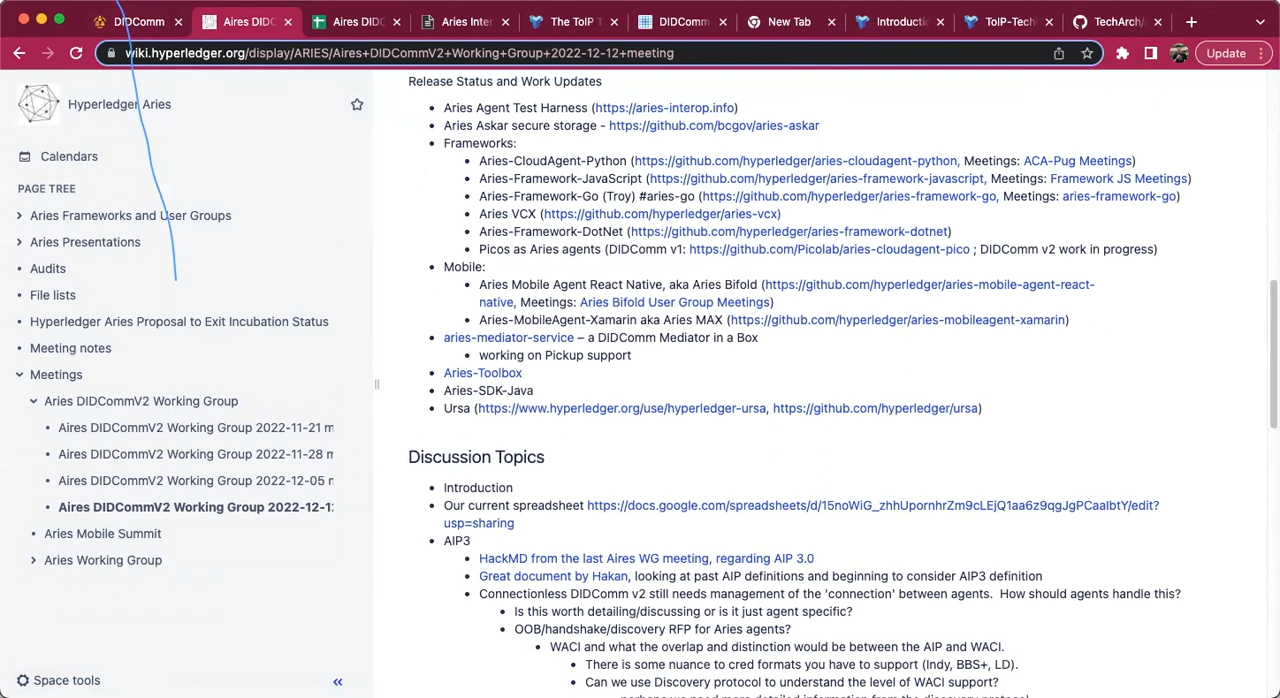 DIDComm
Aires DIDC
Aires DIDC
Aries Inter
The ToIP T
DIDComm
New Tab
Introductio
ToIP-Techn
TechArch/s
wiki.hyperledger.org/display/ARIES/Aires+DIDCommV2+Working+Group+2022-12-12+meeting
Update
Hyperledger Aries
Calendars
PAGE TREE
Aries Frameworks and User Groups
Aries Presentations
Audits
File lists
Hyperledger Aries Proposal to Exit Incubation Status
Meeting notes
Meetings
Aries DIDCommV2 Working Group
Aires DIDCommV2 Working Group 2022-11-21 m
Aires DIDCommV2 Working Group 2022-11-28 m
Aires DIDCommV2 Working Group 2022-12-05 m
Aires DIDCommV2 Working Group 2022-12-12
Aries Mobile Summit
Aries Working Group
Space tools
«
Release Status and Work Updates
• Aries Agent Test Harness (https://aries-interop.info)
• Aries Askar secure storage - https://github.com/bcgov/aries-askar
• Frameworks:
• Aries-CloudAgent-Python (https://github.com/hyperledger/aries-cloudagent-python, Meetings: ACA-Pug Meetings)
• Aries-Framework-JavaScript (https://github.com/hyperledger/aries-framework-javascript, Meetings: Framework JS Meetings)
• Aries-Framework-Go (Troy) #aries-go (https://github.com/hyperledger/aries-framework-go, Meetings: aries-framework-go)
• Aries VCX (https://github.com/hyperledger/aries-vcx)
• Aries-Framework-DotNet (https://github.com/hyperledger/aries-framework-dotnet)
• Picos as Aries agents (DIDComm v1: https://github.com/Picolab/aries-cloudagent-pico ; DIDComm v2 work in progress)
• Mobile:
• Aries Mobile Agent React Native, aka Aries Bifold (https://github.com/hyperledger/aries-mobile-agent-react-
native, Meetings: Aries Bifold User Group Meetings)
• Aries-MobileAgent-Xamarin aka Aries MAX (https://github.com/hyperledger/aries-mobileagent-xamarin)
• aries-mediator-service – a DIDComm Mediator in a Box
• working on Pickup support
• Aries-Toolbox
• Aries-SDK-Java
• Ursa (https://www.hyperledger.org/use/hyperledger-ursa, https://github.com/hyperledger/ursa)
Discussion Topics
• Introduction
• Our current spreadsheet https://docs.google.com/spreadsheets/d/15noWiG_zhhUpornhrZm9cLEjQ1aa6z9qgJgPCaaIbtY/edit?
usp=sharing
• AIP3
• HackMD from the last Aires WG meeting, regarding AIP 3.0
• Great document by Hakan, looking at past AIP definitions and beginning to consider AIP3 definition
• Connectionless DIDComm v2 still needs management of the 'connection' between agents. How should agents handle this?
• Is this worth detailing/discussing or is it just agent specific?
• OOB/handshake/discovery RFP for Aries agents?
• WACI and what the overlap and distinction would be between the AIP and WACI.
• There is some nuance to cred formats you have to support (Indy, BBS+, LD).
• Can we use Discovery protocol to understand the level of WACI support?
• perhaps we need more detailed information from the discovery protocol